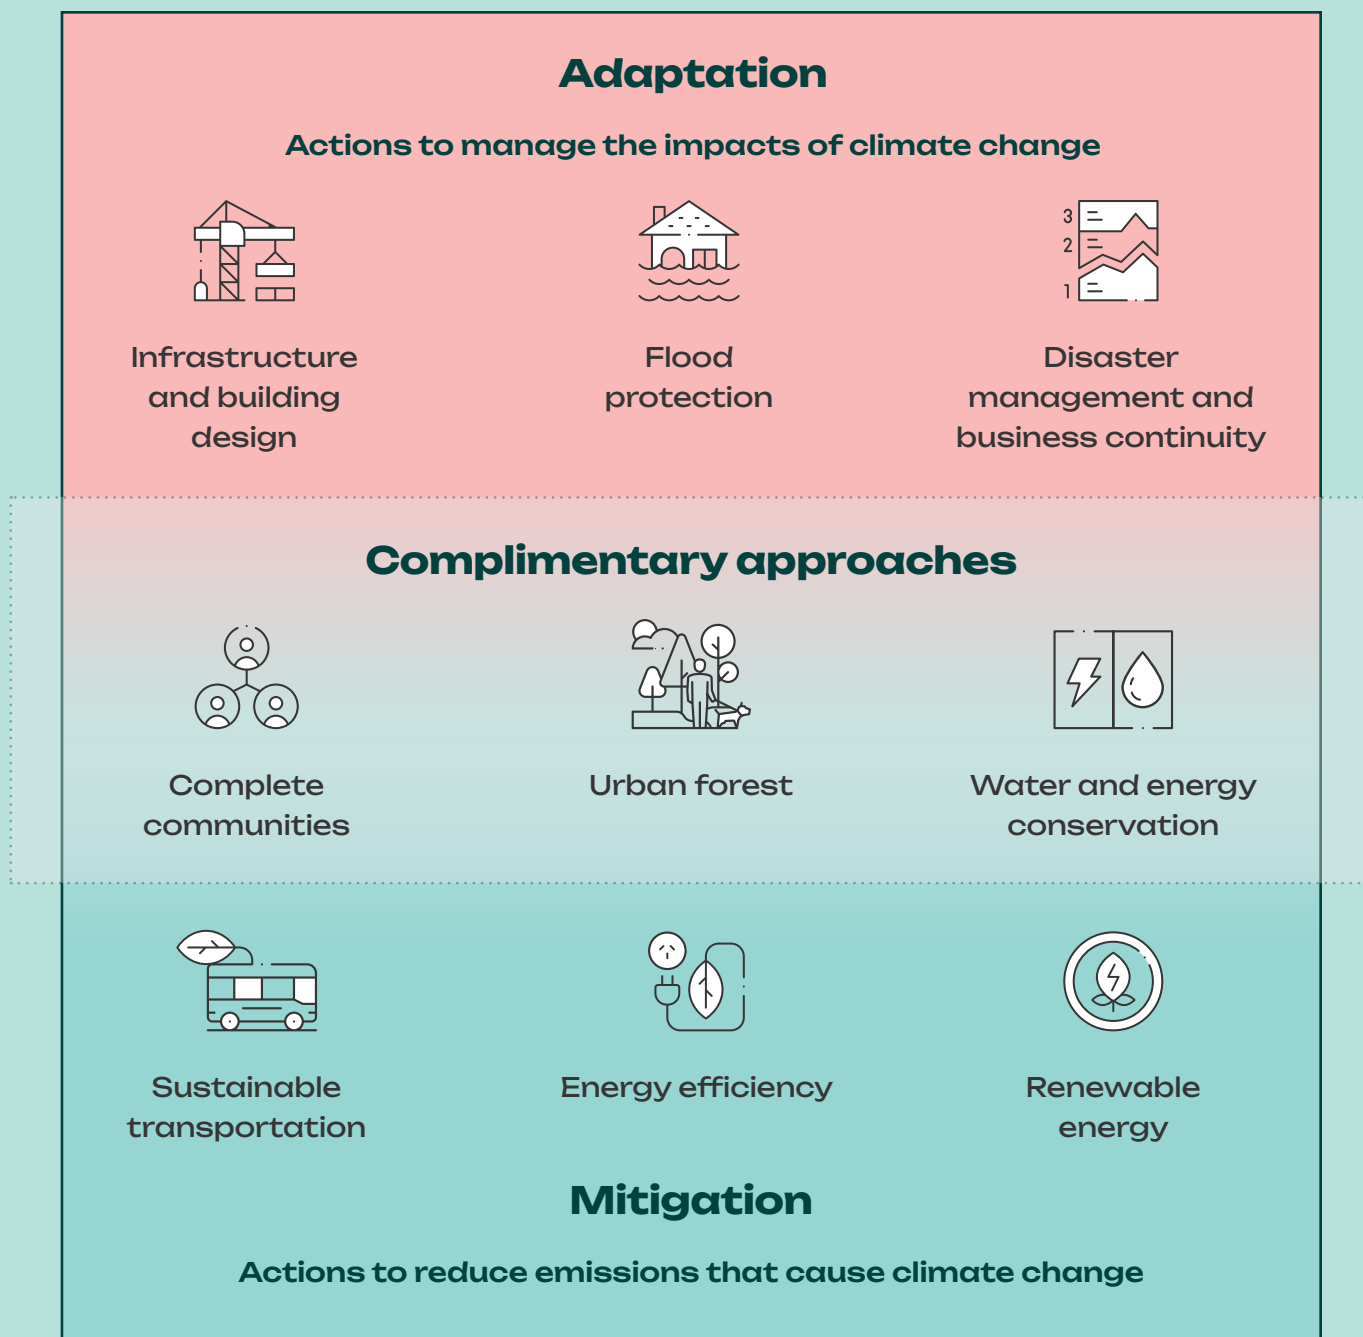 Adaptation
Actions to manage the impacts of climate change
3
2
1
Infrastructure
and building
design
Flood
protection
Disaster
management and
business continuity
Complimentary approaches
Complete
communities
Urban forest
Water and energy
conservation
Sustainable
transportation
Energy efficiency
Renewable
energy
Mitigation
Actions to reduce emissions that cause climate change